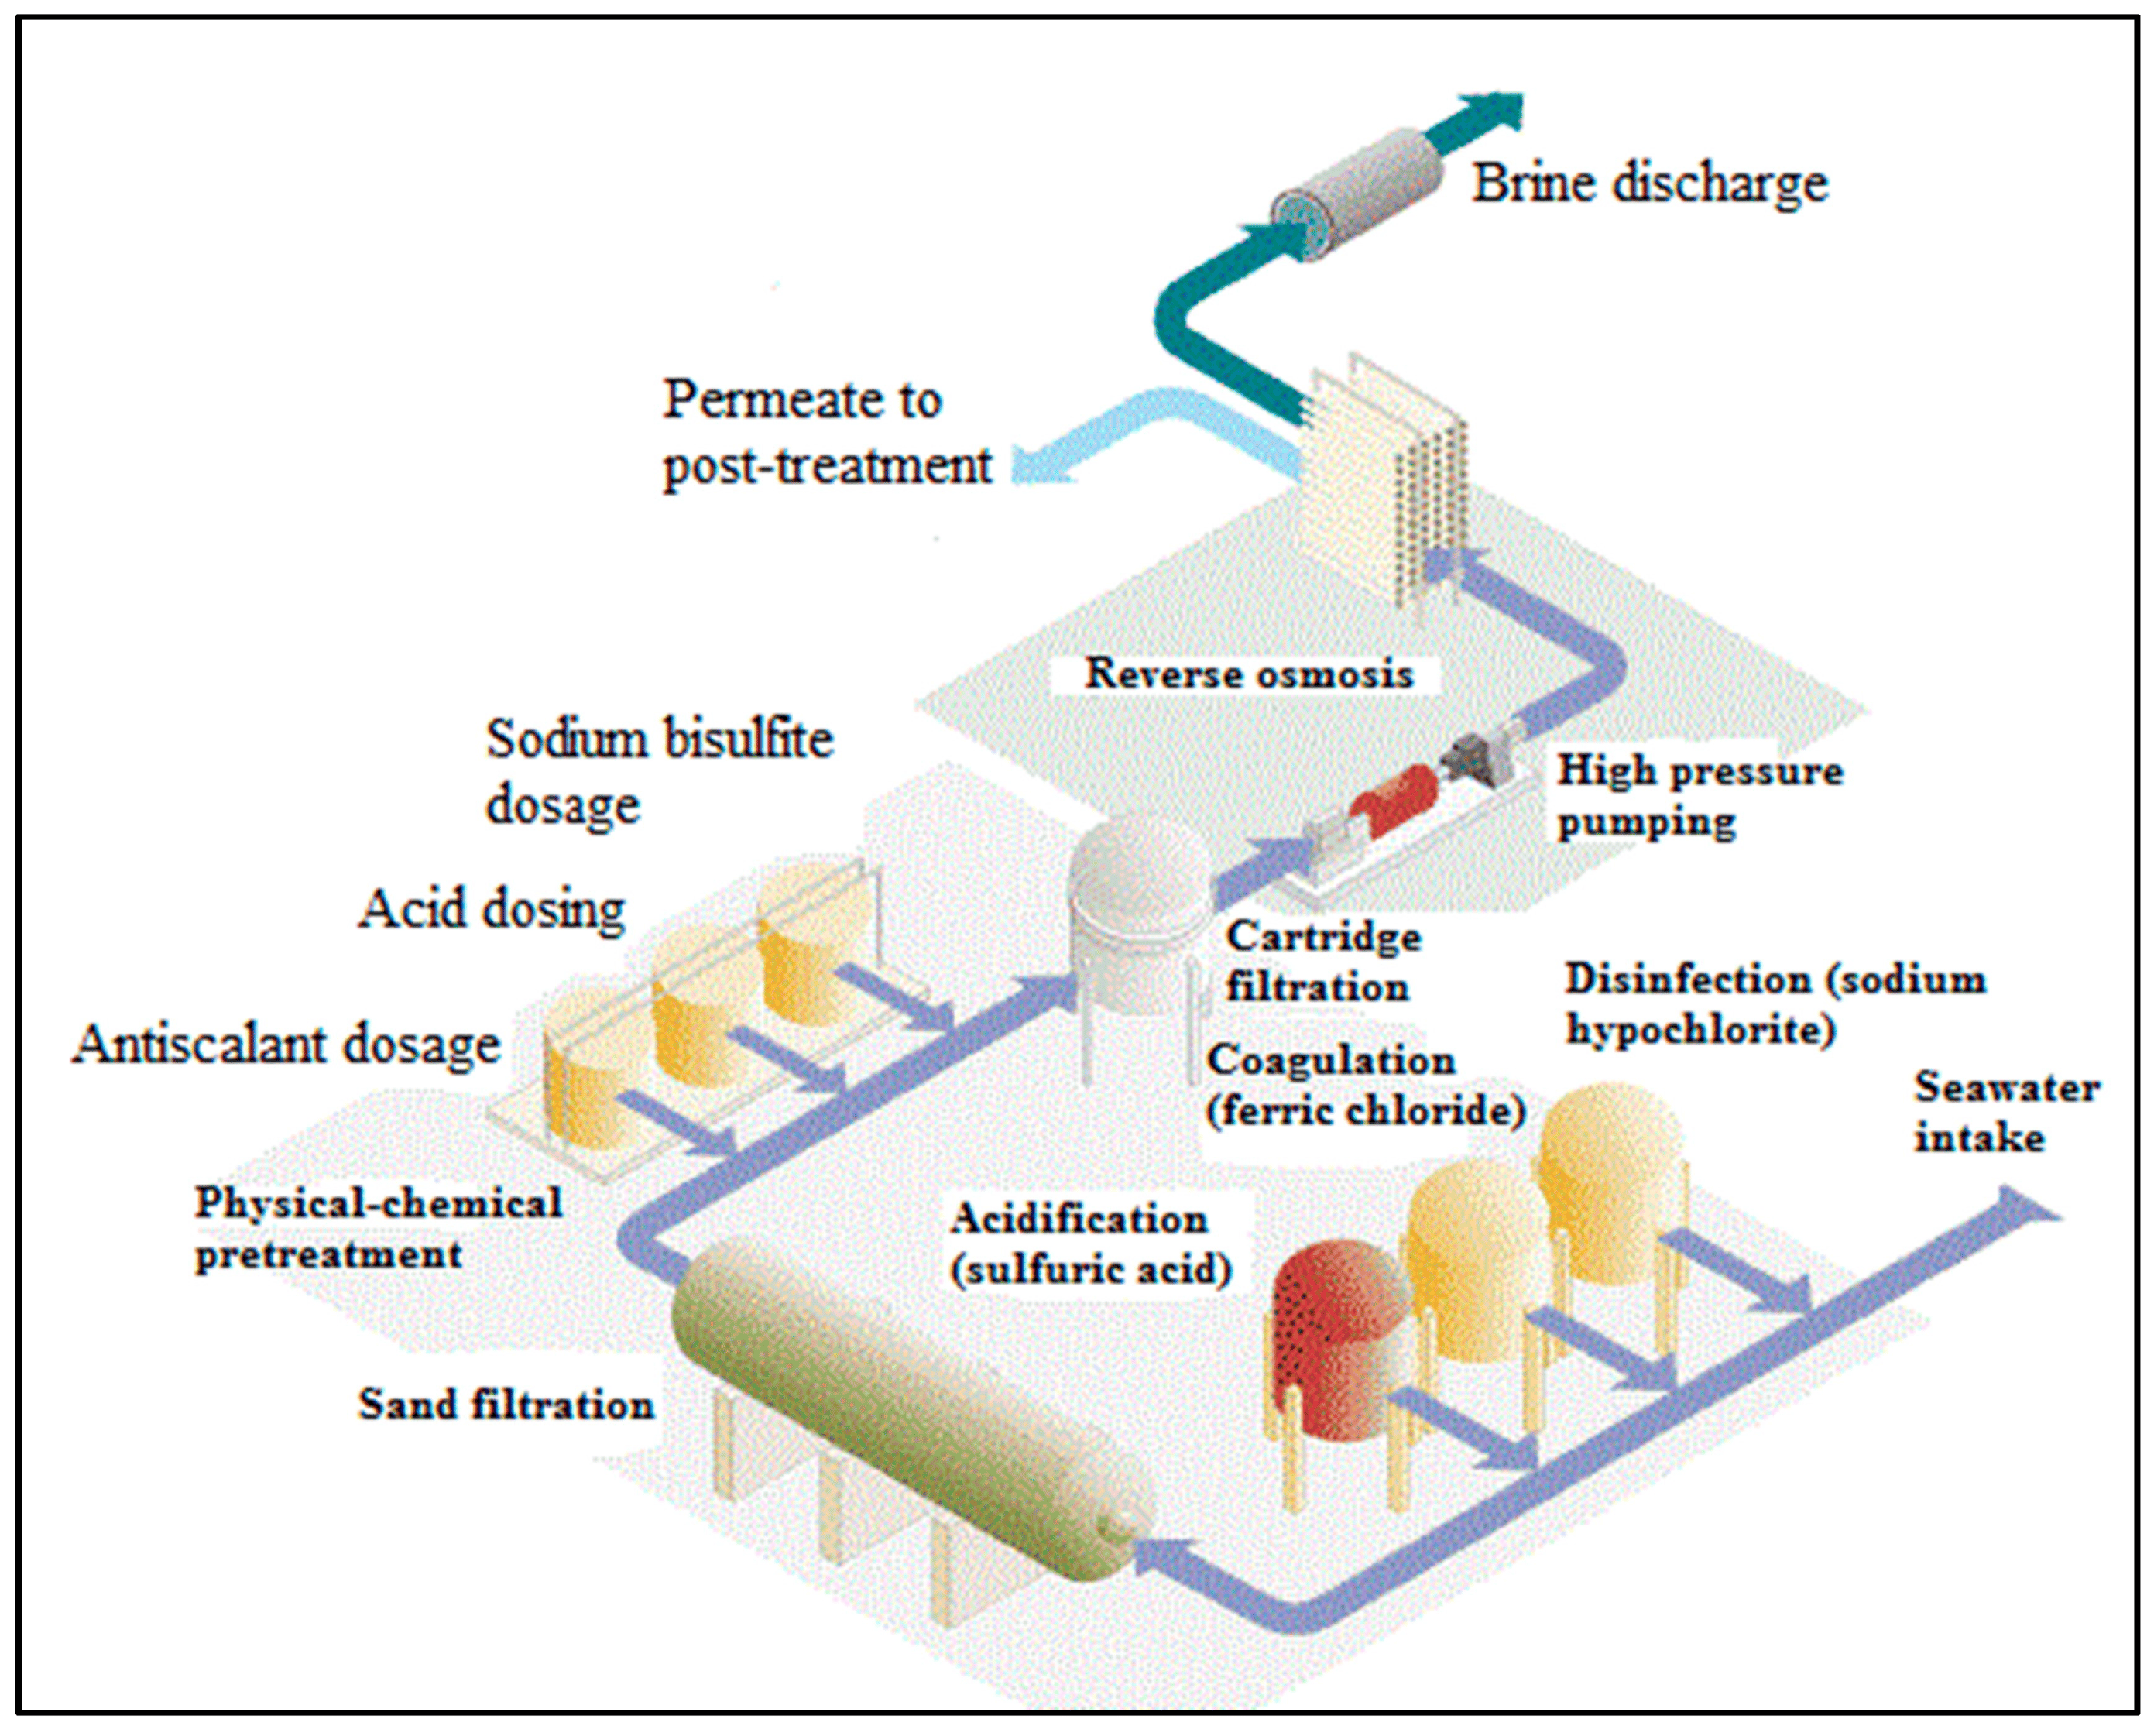 Brine discharge
Permeate to
post-treatment
Reverse osmosis
Sodium bisulfite
dosage
High pressure
pumping
Acid dosing
Cartridge
filtration
Disinfection (sodium
hypochlorite)
Antiscalant dosage
Coagulation
(ferric chloride)
Seawater
intake
Physical-chemical
pretreatment
Acidification
(sulfuric acid)
Sand filtration